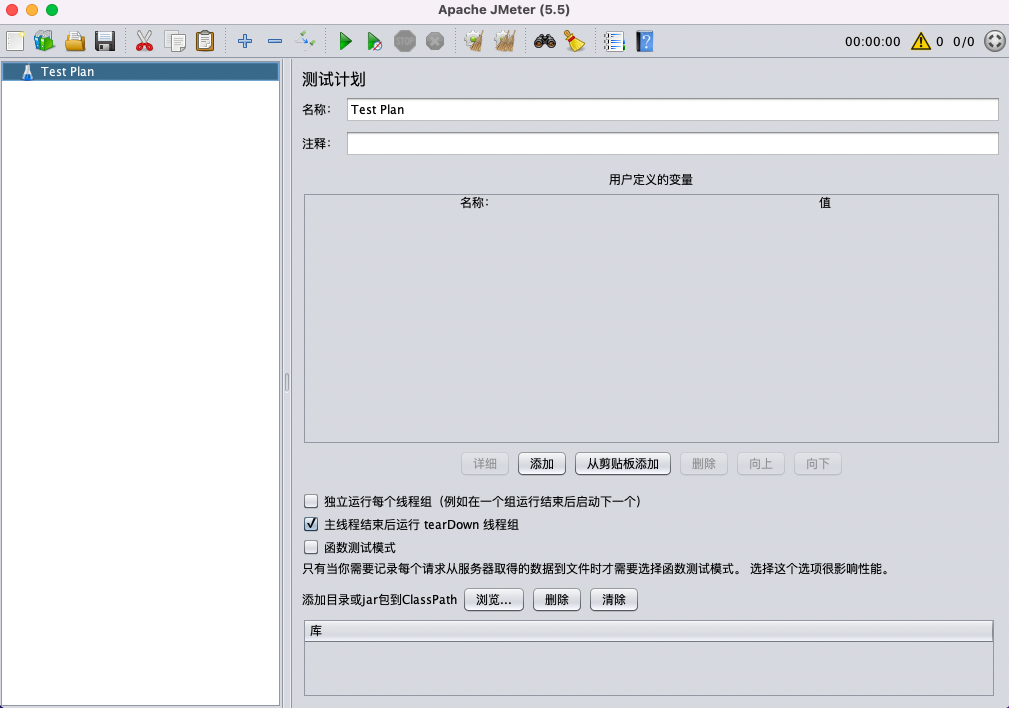 Apache JMeter (5.5)
STOP
00:00:00
0
0/0
Test Plan
测试计划
名称：
Test Plan
注释：
用户定义的变量
名称：
值
详细
添加
从剪贴板添加
删除
向上
向下
独立运行每个线程组（例如在一个组运行结束后启动下一个）
主线程结束后运行 tearDown 线程组
函数测试模式
只有当你需要记录每个请求从服务器取得的数据到文件时才需要选择函数测试模式。 选择这个选项很影响性能。
添加目录或jar包到ClassPath
浏览...
删除
清除
库